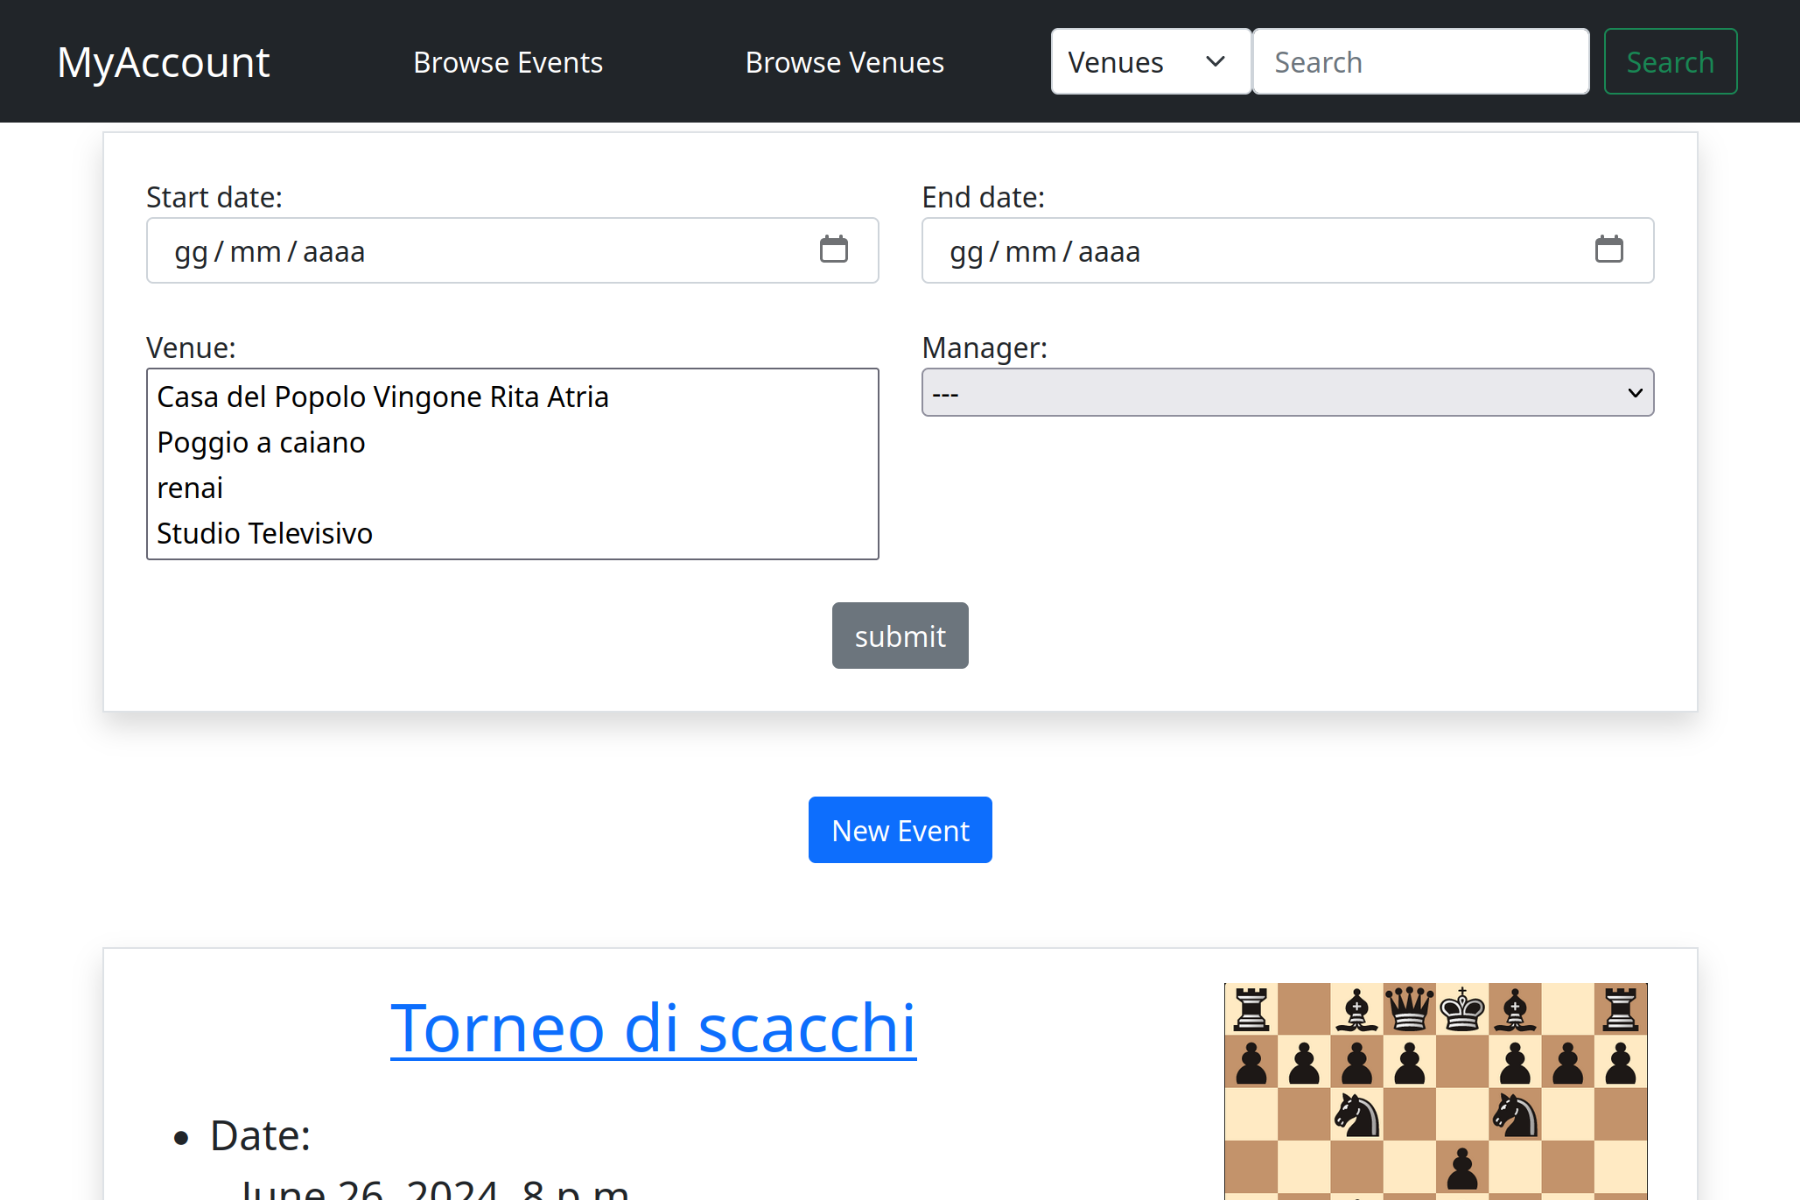 MyAccount Browse Events Browse Venues Venues Search Search
Start date: End date:
gg/mm/aaaa gg/mm/aaaa
Venue: Manager:
Casa del Popolo Vingone Rita Atria ---
Poggio a caiano
renai
Studio Televisivo
submit
New Event
Torneo di scacchi
• Date:
June 26, 2024, 8 p.m.